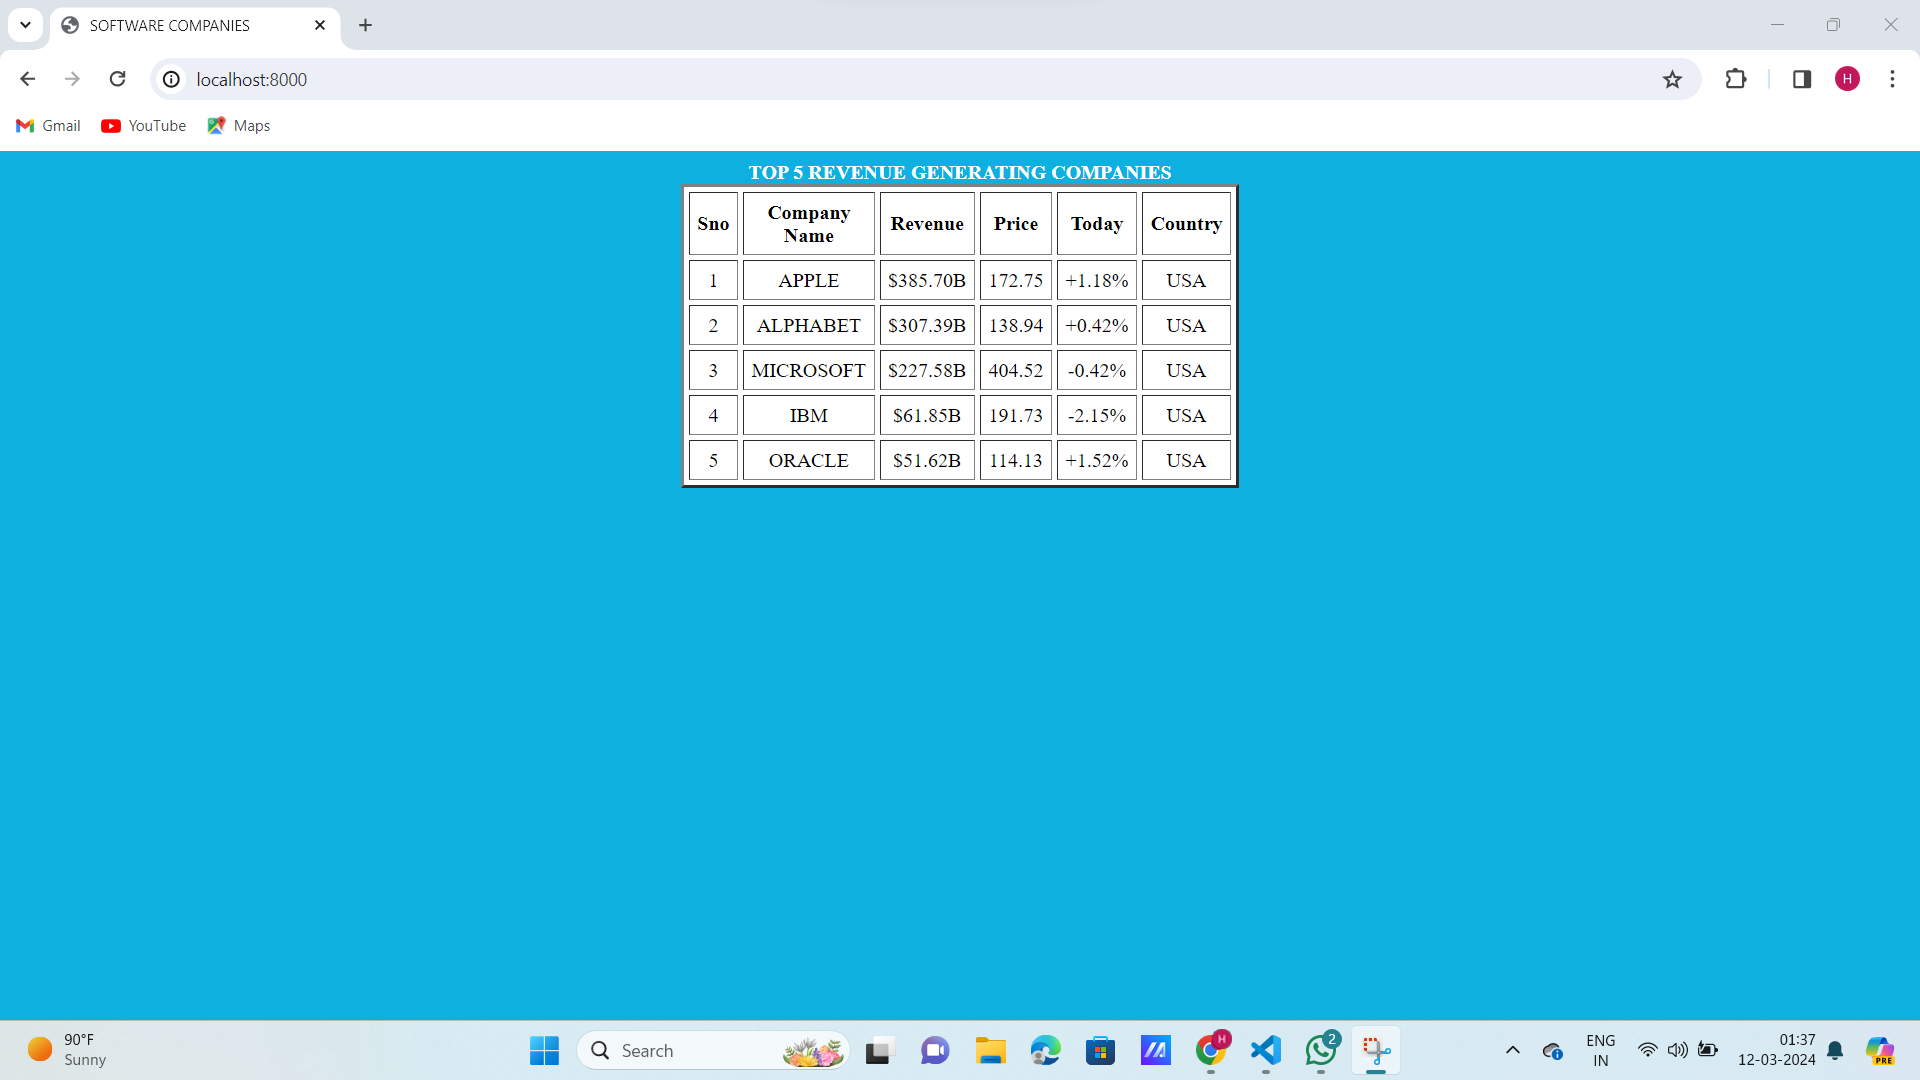 SOFTWARE COMPANIES
localhost:8000
H
Gmail YouTube Maps
TOP 5 REVENUE GENERATING COMPANIES
Sno Company Name Revenue Price Today Country
1 APPLE $385.70B 172.75 +1.18% USA
2 ALPHABET $307.39B 138.94 +0.42% USA
3 MICROSOFT $227.58B 404.52 -0.42% USA
4 IBM $61.85B 191.73 -2.15% USA
5 ORACLE $51.62B 114.13 +1.52% USA
90°F
Sunny
Search
H
2
ENG
IN
01:37
12-03-2024
PRE